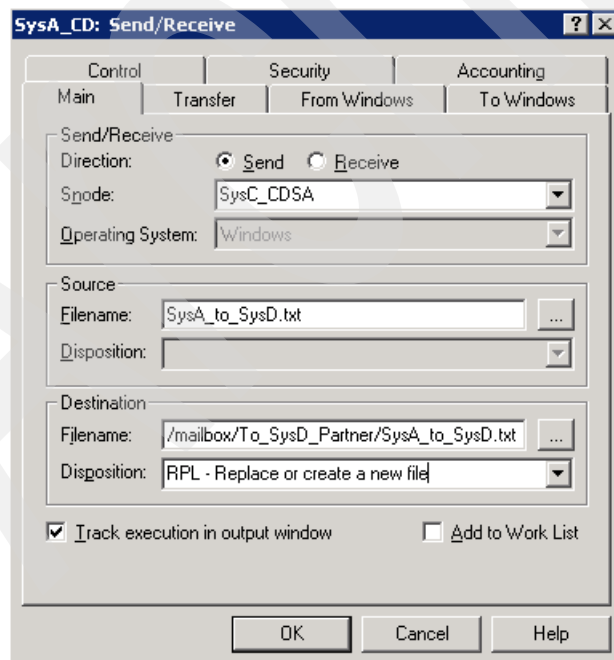 SysA_CD: Send/Receive
Control Security Accounting
Main Transfer From Windows To Windows
Send/Receive
Direction: Send Receive
Snode: SysC_CDSA
Operating System: Windows
Source
Filename: SysA_to_SysD.txt ...
Disposition:
Destination
Filename: /mailbox/To_SysD_Partner/SysA_to_SysD.txt ...
Disposition: RPL - Replace or create a new file
Track execution in output window Add to Work List
OK Cancel Help